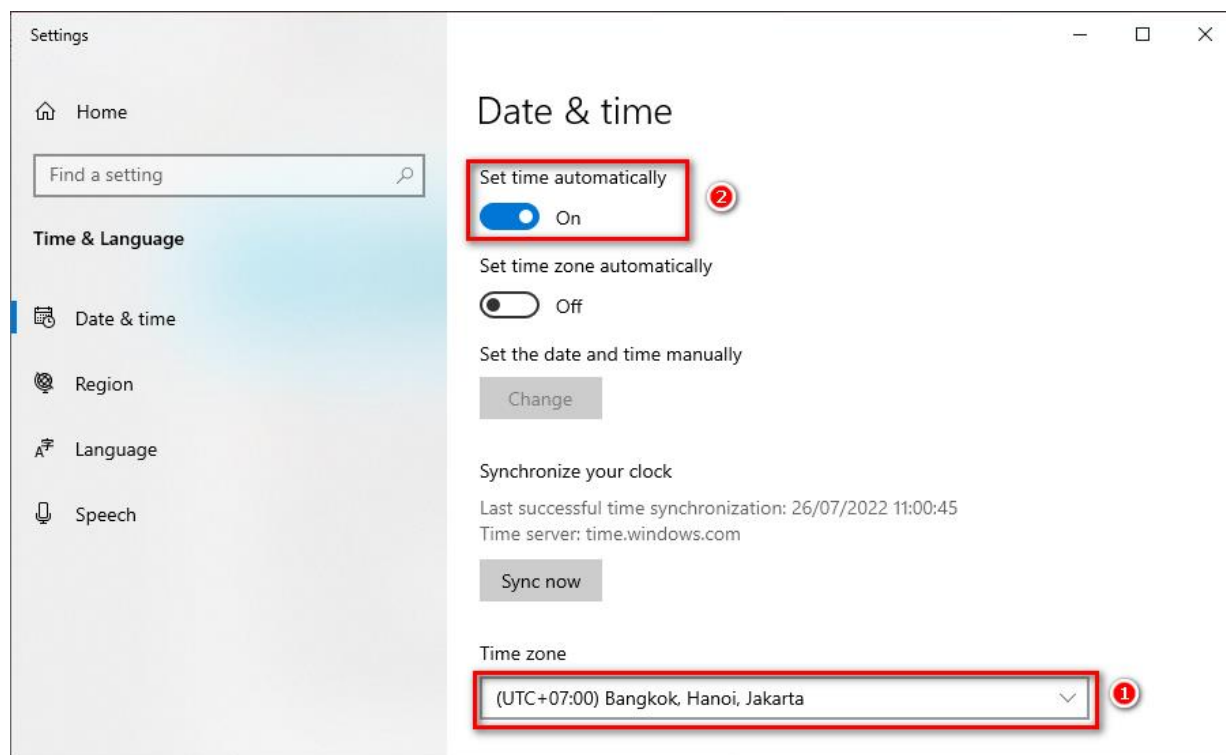 Settings
Home
Find a setting
Time & Language
Date & time
Region
Language
Speech
Date & time
Set time automatically
On
2
Set time zone automatically
Off
Set the date and time manually
Change
Synchronize your clock
Last successful time synchronization: 26/07/2022 11:00:45
Time server: time.windows.com
Sync now
Time zone
(UTC+07:00) Bangkok, Hanoi, Jakarta
1